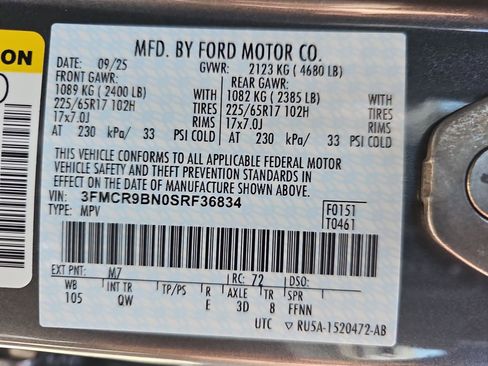 ON
MFD. BY FORD MOTOR CO.
DATE: 09/25 GVWR: 2123 KG ( 4680 LB)
FRONT GAWR: REAR GAWR:
1089 KG ( 2400 LB) WITH 1082 KG ( 2385 LB) WITH
225/65R17 102H TIRES 225/65R17 102H TIRES
17x7.0J RIMS 17x7.0J RIMS
AT 230 kPa/ 33 PSI COLD AT 230 kPa/ 33 PSI COLD
THIS VEHICLE CONFORMS TO ALL APPLICABLE FEDERAL MOTOR
VEHICLE SAFETY AND THEFT PREVENTION STANDARDS IN
EFFECT ON THE DATE OF MANUFACTURE SHOWN ABOVE.
VIN: 3FMCR9BN0SRF36834 F0151
TYPE: MPV T0461
EXT PNT: M7 RC: 72 DSO:
WB INT TR TP/PS R AXLE TR SPR
105 QW E 3D 8 FFNN
UTC ▽ RU5A-1520472-AB